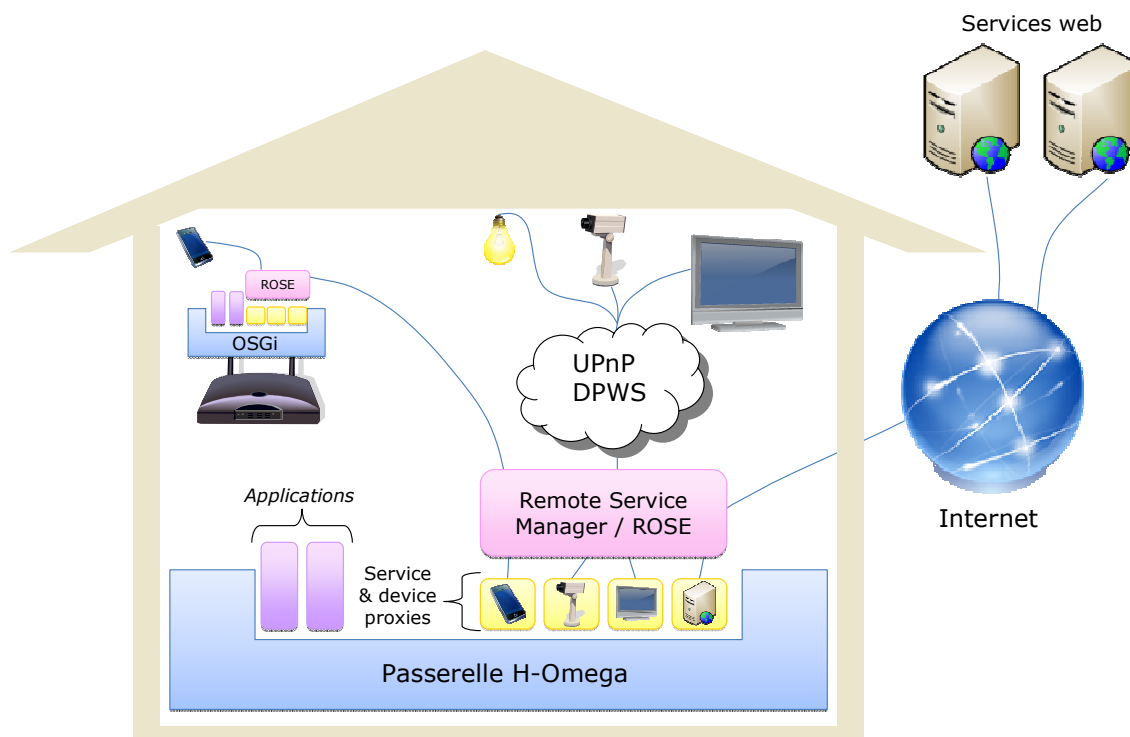 Services web
ROSE
OSGi
UPnP
DPWS
Remote Service
Manager / ROSE
Internet
Applications
Service
& device
proxies
Passerelle H-Omega